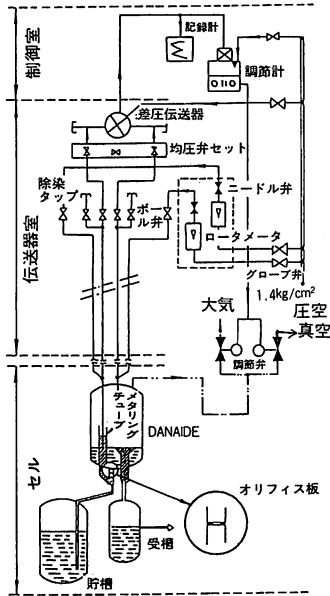 制御室
記録計
調節計
差圧伝送器
均圧弁セット
伝送器室
除染
タップ
ボー
ル弁
ニードル弁
ロータメータ
グローブ弁
1.4kg/cm²
大気
圧空
真空
調節弁
メタリング
チューブ
DANAIDE
セル
オリフィス板
受槽
貯槽